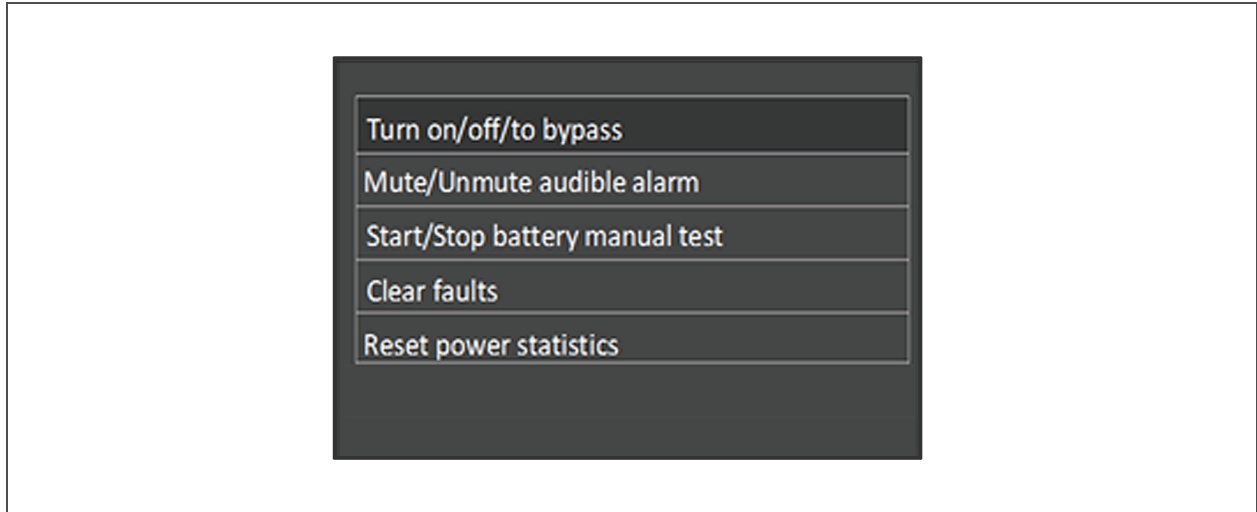 Turn on/off/to bypass
Mute/Unmute audible alarm
Start/Stop battery manual test
Clear faults
Reset power statistics